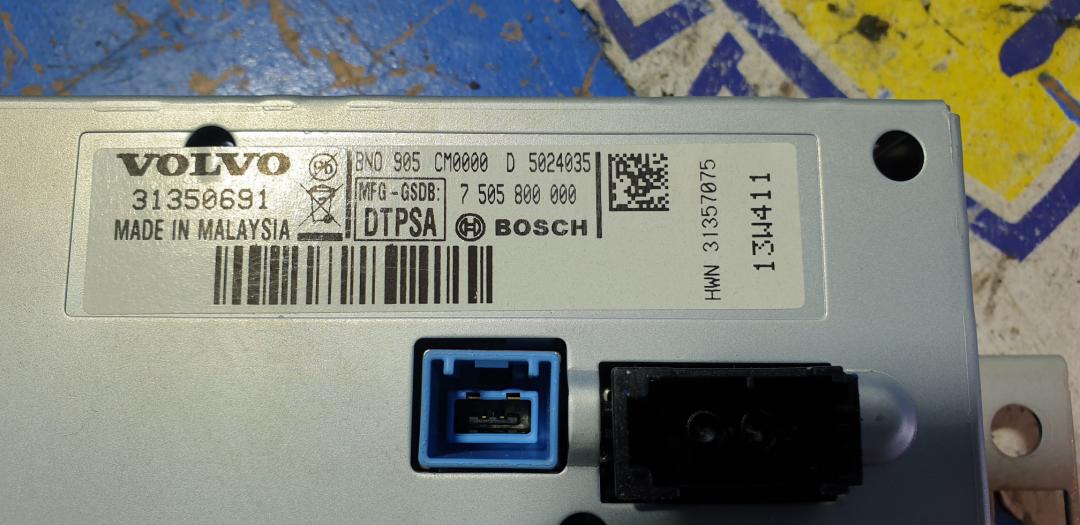 VOLVO
31350691
MADE IN MALAYSIA
Pb
BNO 905 CM0000 D 5024035
MFG-GSDB:
DTPSA
7 505 800 000
BOSCH
HWN 31357075
13W411